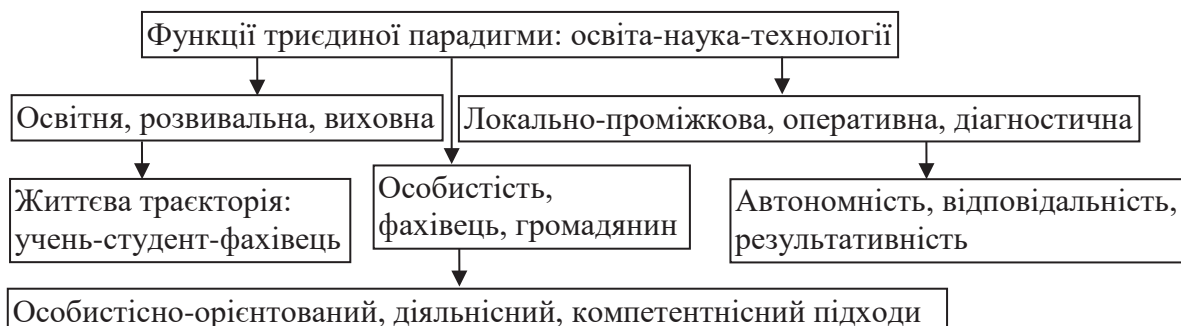 Функції триєдиної парадигми: освіта-наука-технології
Освітня, розвивальна, виховна
Локально-проміжкова, оперативна, діагностична
Життєва траєкторія:
учень-студент-фахівець
Особистість,
фахівець, громадянин
Автономність, відповідальність,
результативність
Особистісно-орієнтований, діяльнісний, компетентнісний підходи